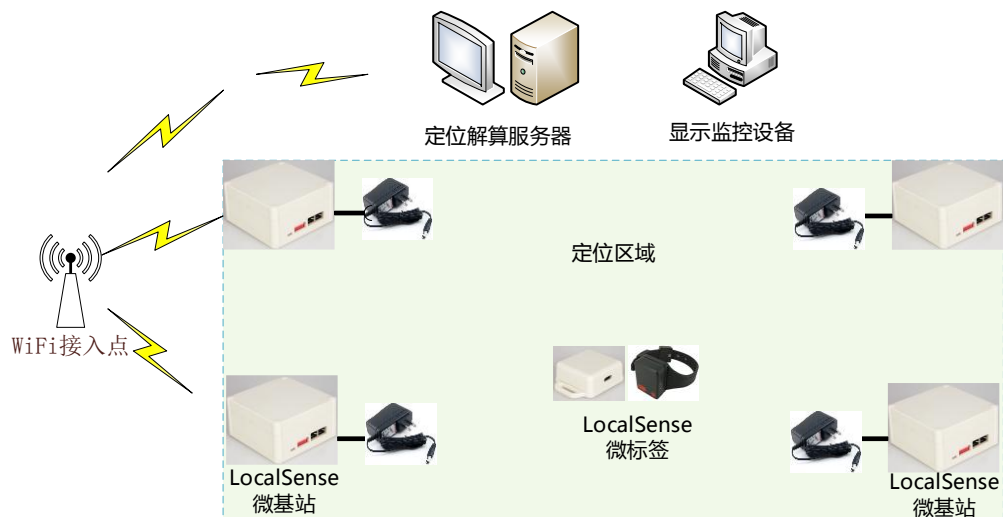 定位解算服务器
显示监控设备
定位区域
WiFi接入点
LocalSense
微标签
LocalSense
微基站
LocalSense
微基站